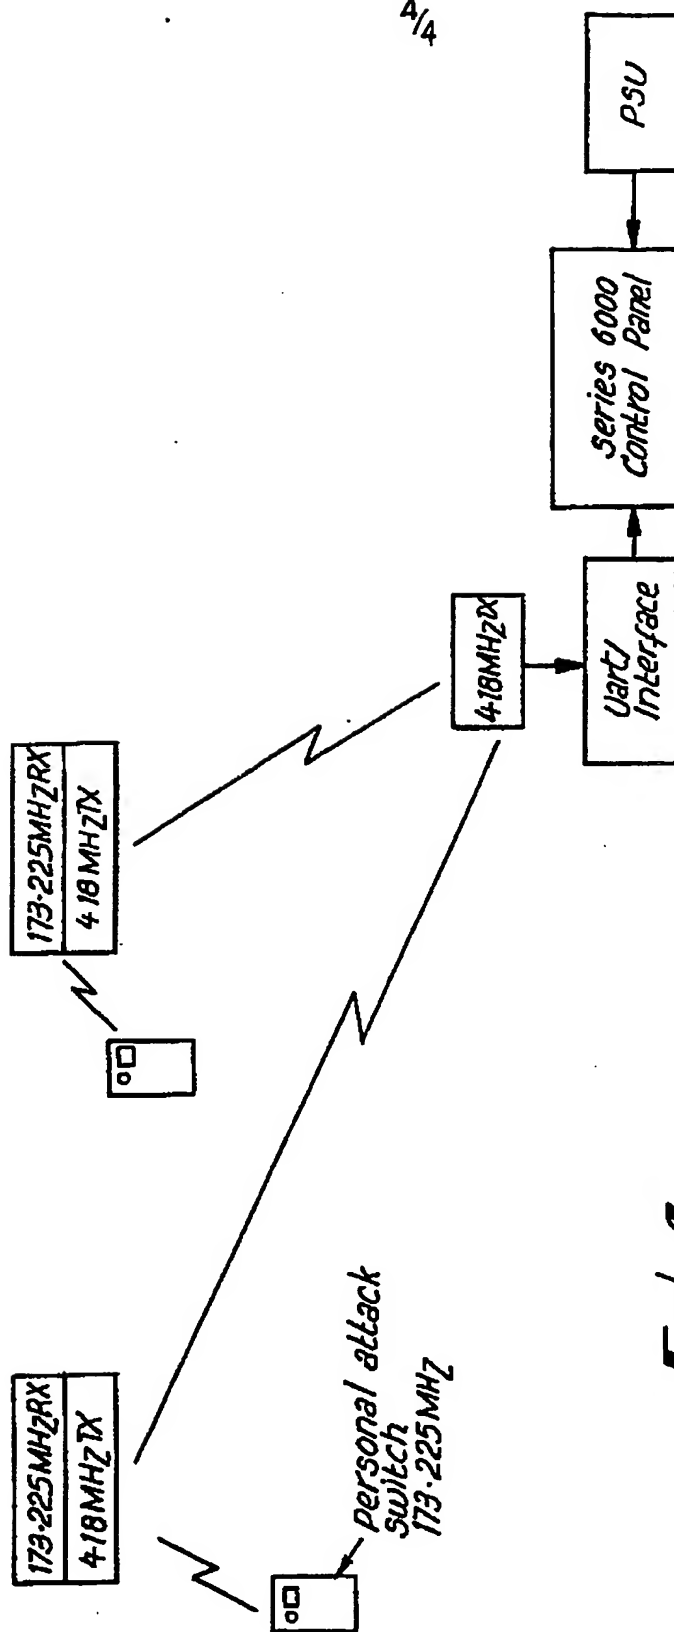 4/4
173·225MHZRX
418MHZTX
173·225MHZRX
418MHZTX
personal attack
switch
173·225MHZ
418MHZTX
Uart/
Interface
Series 6000
Control Panel
PSU